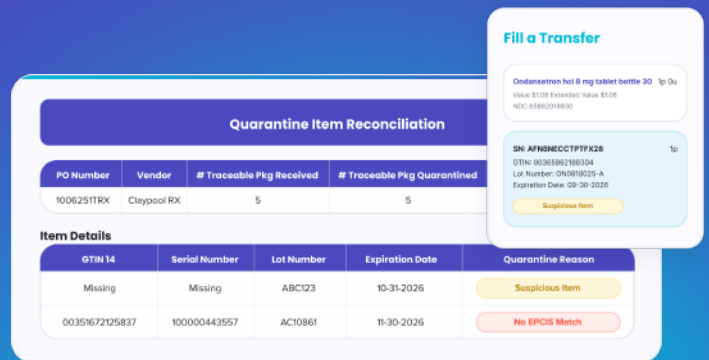 Fill a Transfer
Ondansetron hcl 8 mg tablet bottle 30 1p 0u
Value $1.08 Extended Value $1.08
NDC 65862018830
SN: AFN8NECCTPTFX28 1p
GTIN: 00365862188304
Lot Number: ON0818025-A
Expiration Date: 09-30-2026
Suspicious Item
Quarantine Item Reconciliation
PO Number Vendor # Traceable Pkg Received # Traceable Pkg Quarantined
1006251TRX Claypool RX 5 5
Item Details
GTIN 14 Serial Number Lot Number Expiration Date Quarantine Reason
Missing Missing ABC123 10-31-2026 Suspicious Item
00351672125837 100000443557 AC10861 11-30-2026 No EPCIS Match